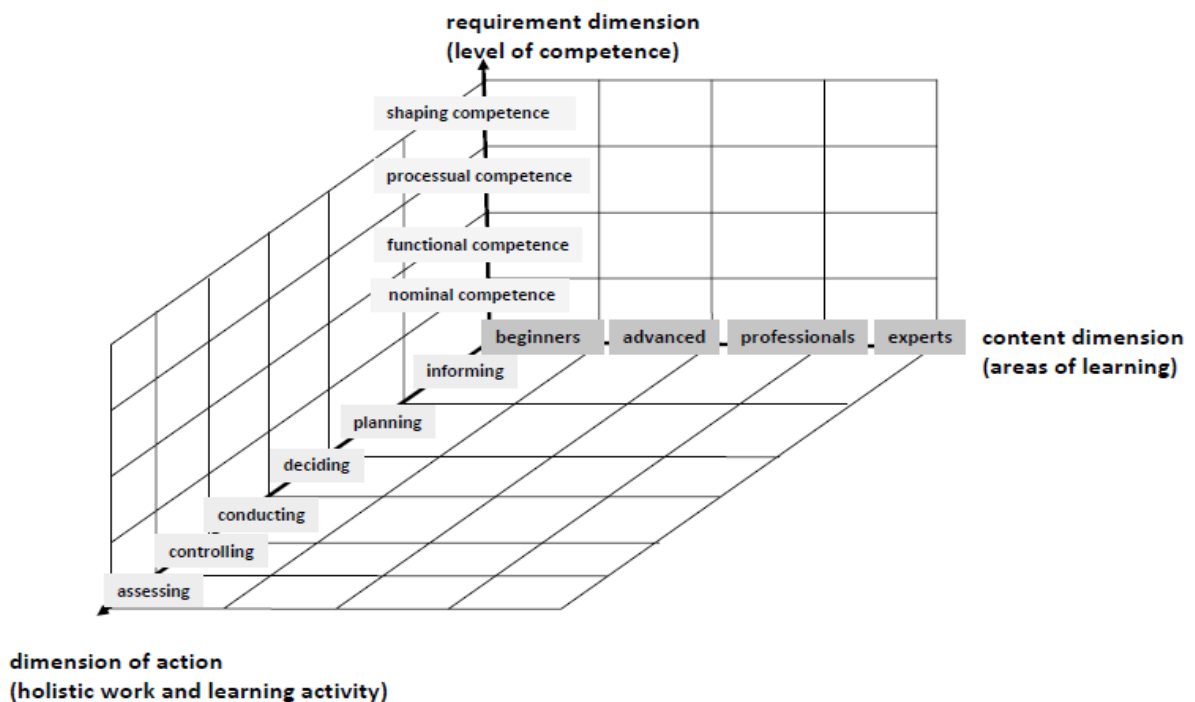 requirement dimension
(level of competence)
shaping competence
processual competence
functional competence
nominal competence
beginners advanced professionals experts
content dimension
(areas of learning)
informing
planning
deciding
conducting
controlling
assessing
dimension of action
(holistic work and learning activity)